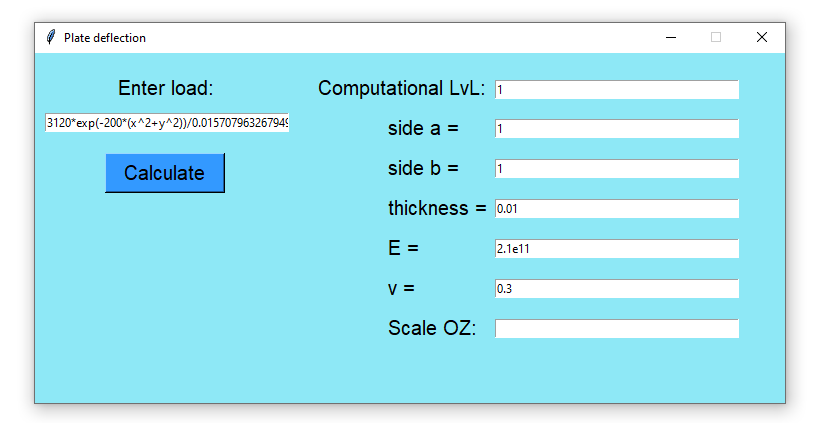 Plate deflection
Enter load:
3120*exp(-200*(x^2+y^2))/0.01570796326794
Calculate
Computational LvL: 1
side a = 1
side b = 1
thickness = 0.01
E = 2.1e11
v = 0.3
Scale OZ: